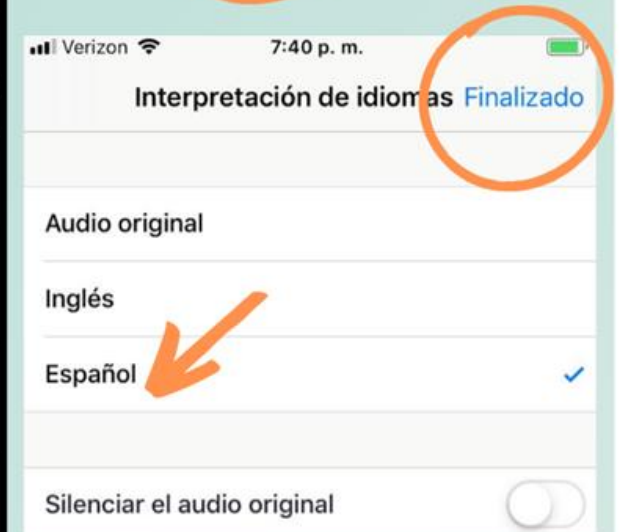 Verizon 7:40 p. m.
Interpretación de idiomas Finalizado
Audio original
Inglés
Español
Silenciar el audio original